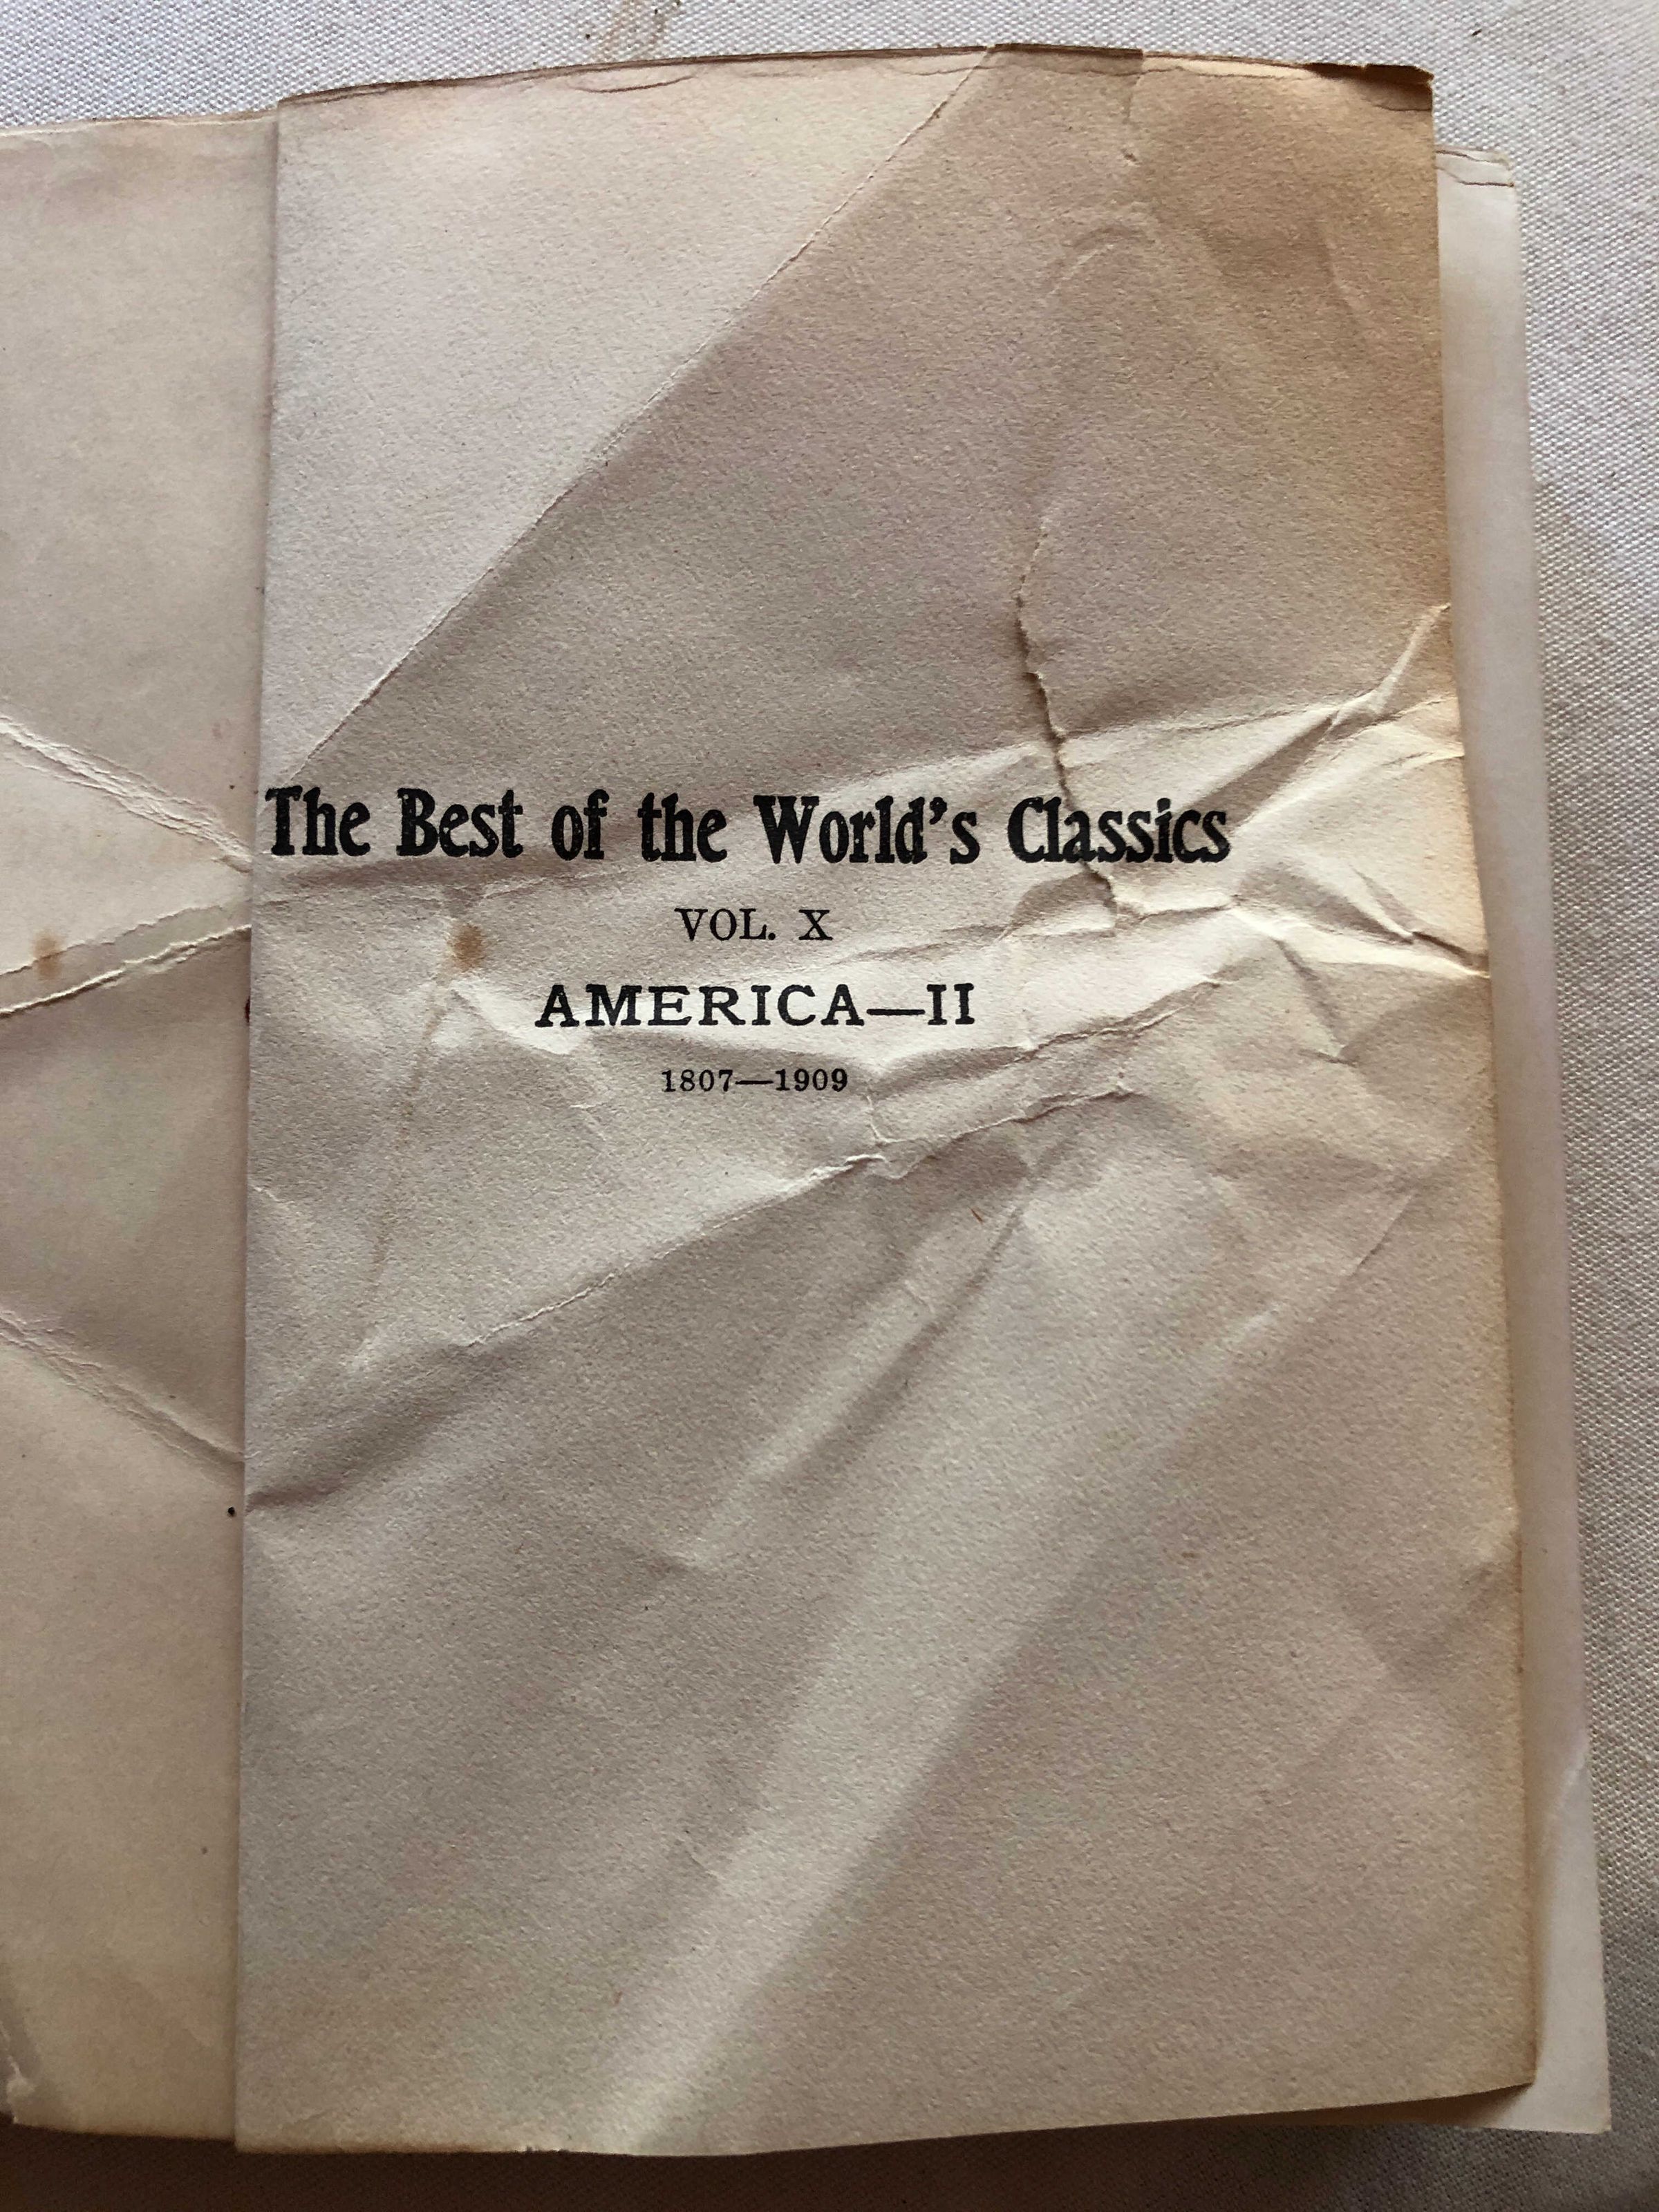 The Best of the World's Classics
VOL. X
AMERICA—II
1807—1909